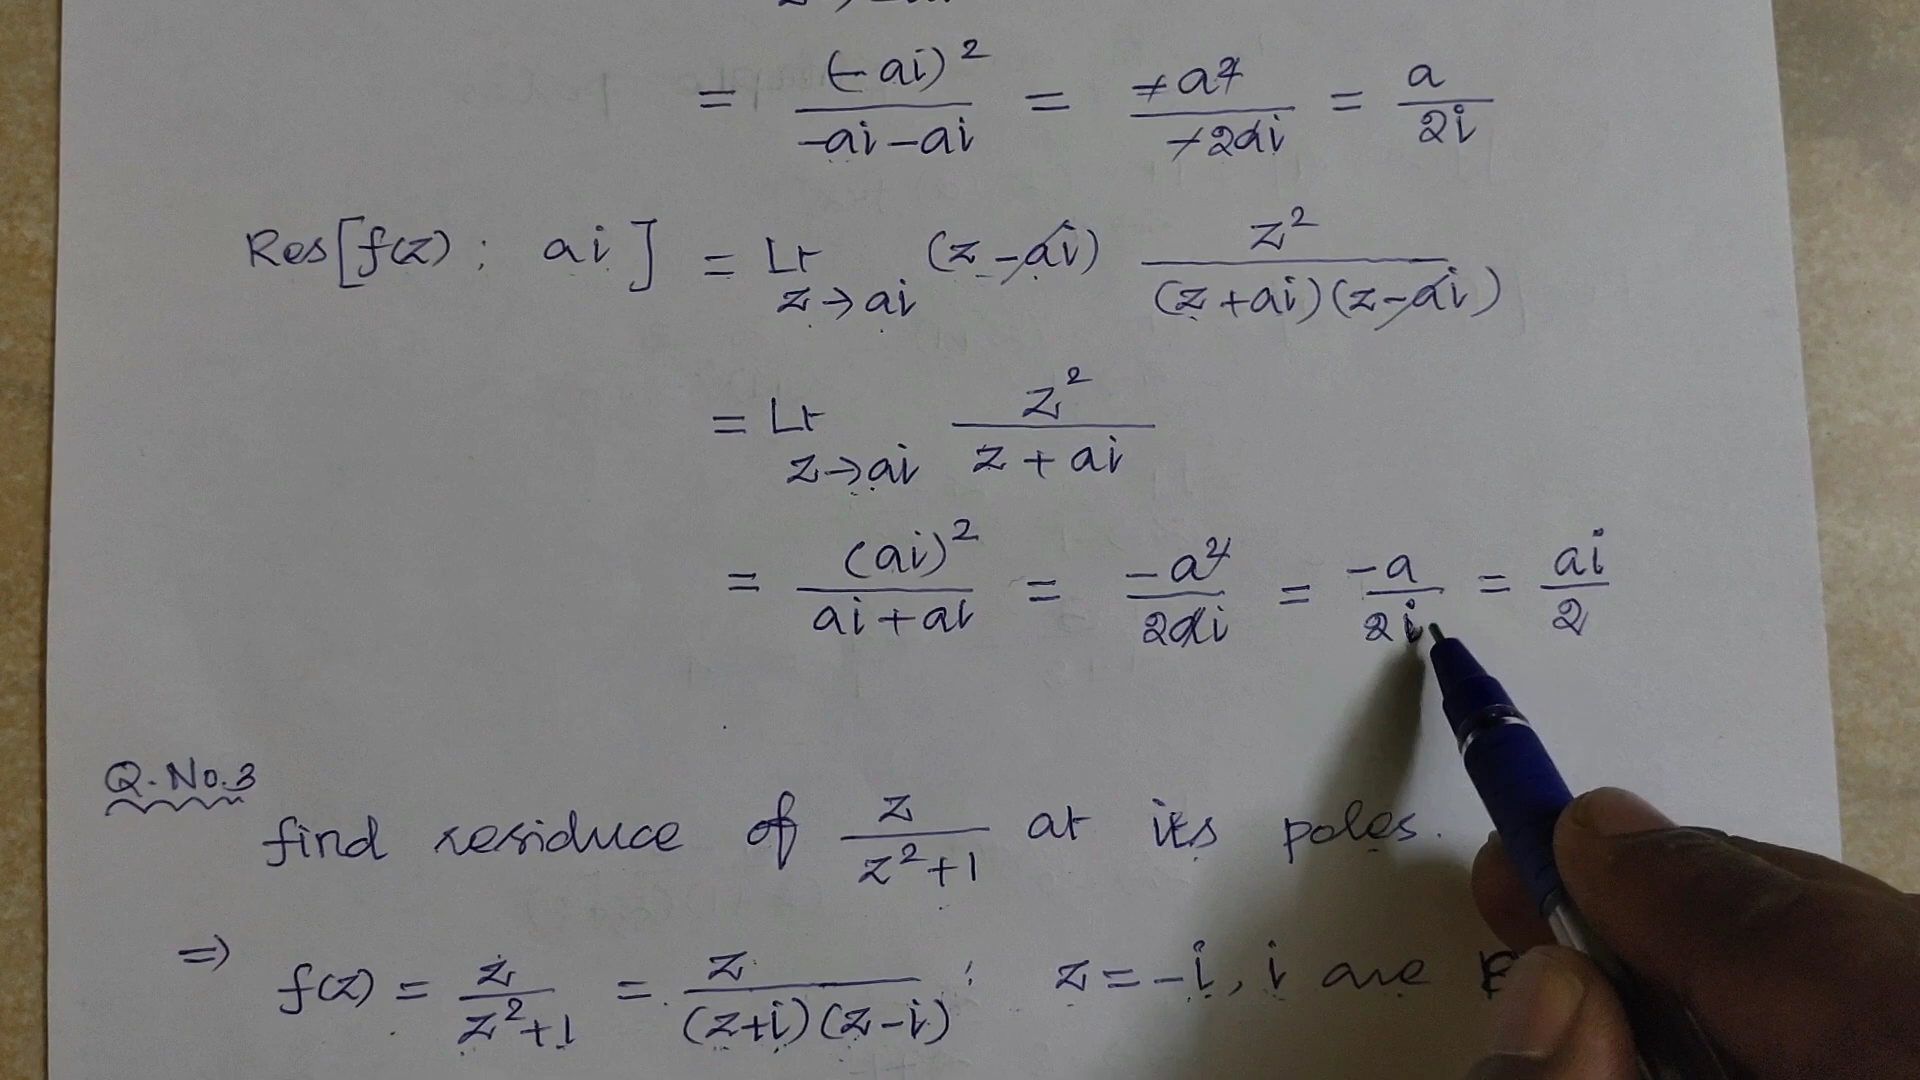 = (-ai)² / -ai-ai = -a² / -2ai = a / 2i
Res[f(z) : ai] = Lt z→ai (z-ai) z² / (z+ai)(z-ai)
= Lt z→ai z² / z+ai
= (ai)² / ai+ai = -a² / 2ai = -a / 2i = ai / 2
Q.No.3
find residuce of z / z²+1 at its poles.
⇒ f(z) = z / z²+1 = z / (z+i)(z-i) ; z = -i, i are